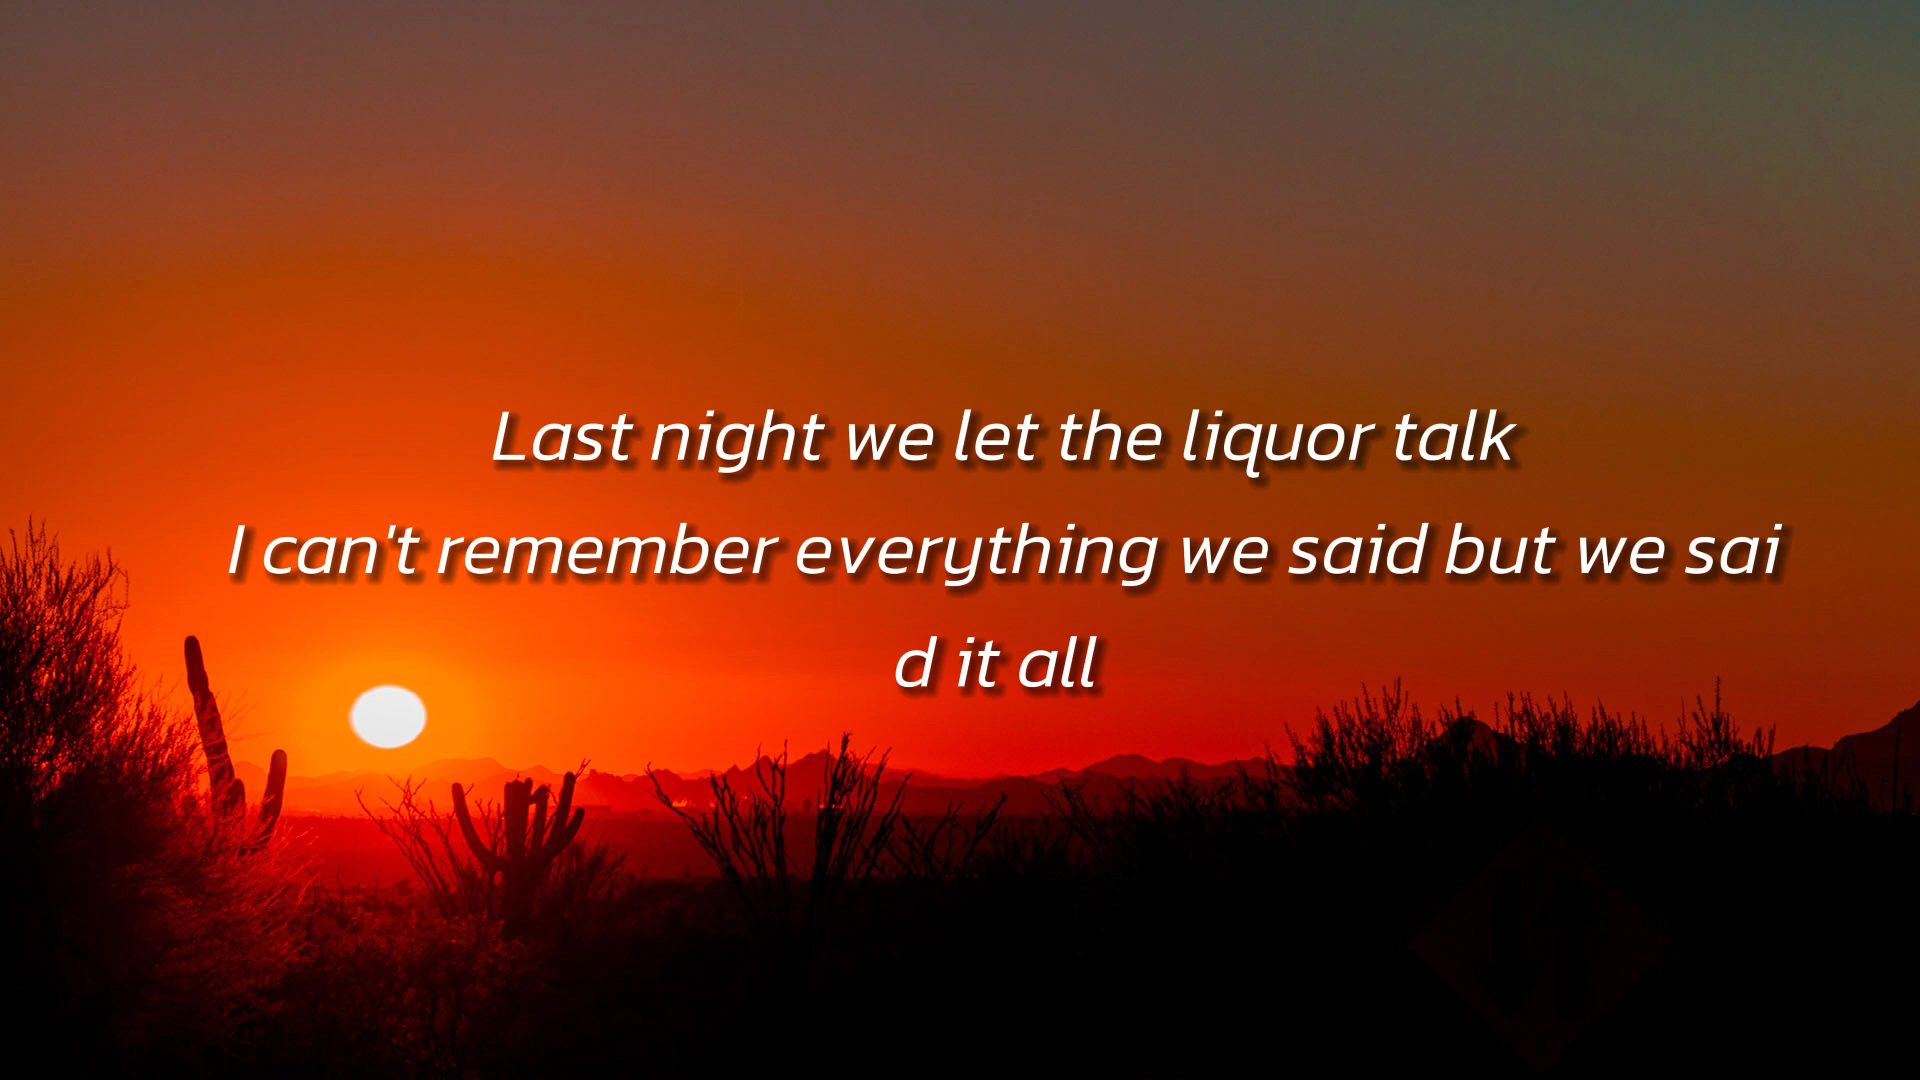 Last night we let the liquor talk
I can't remember everything we said but we sai
d it all